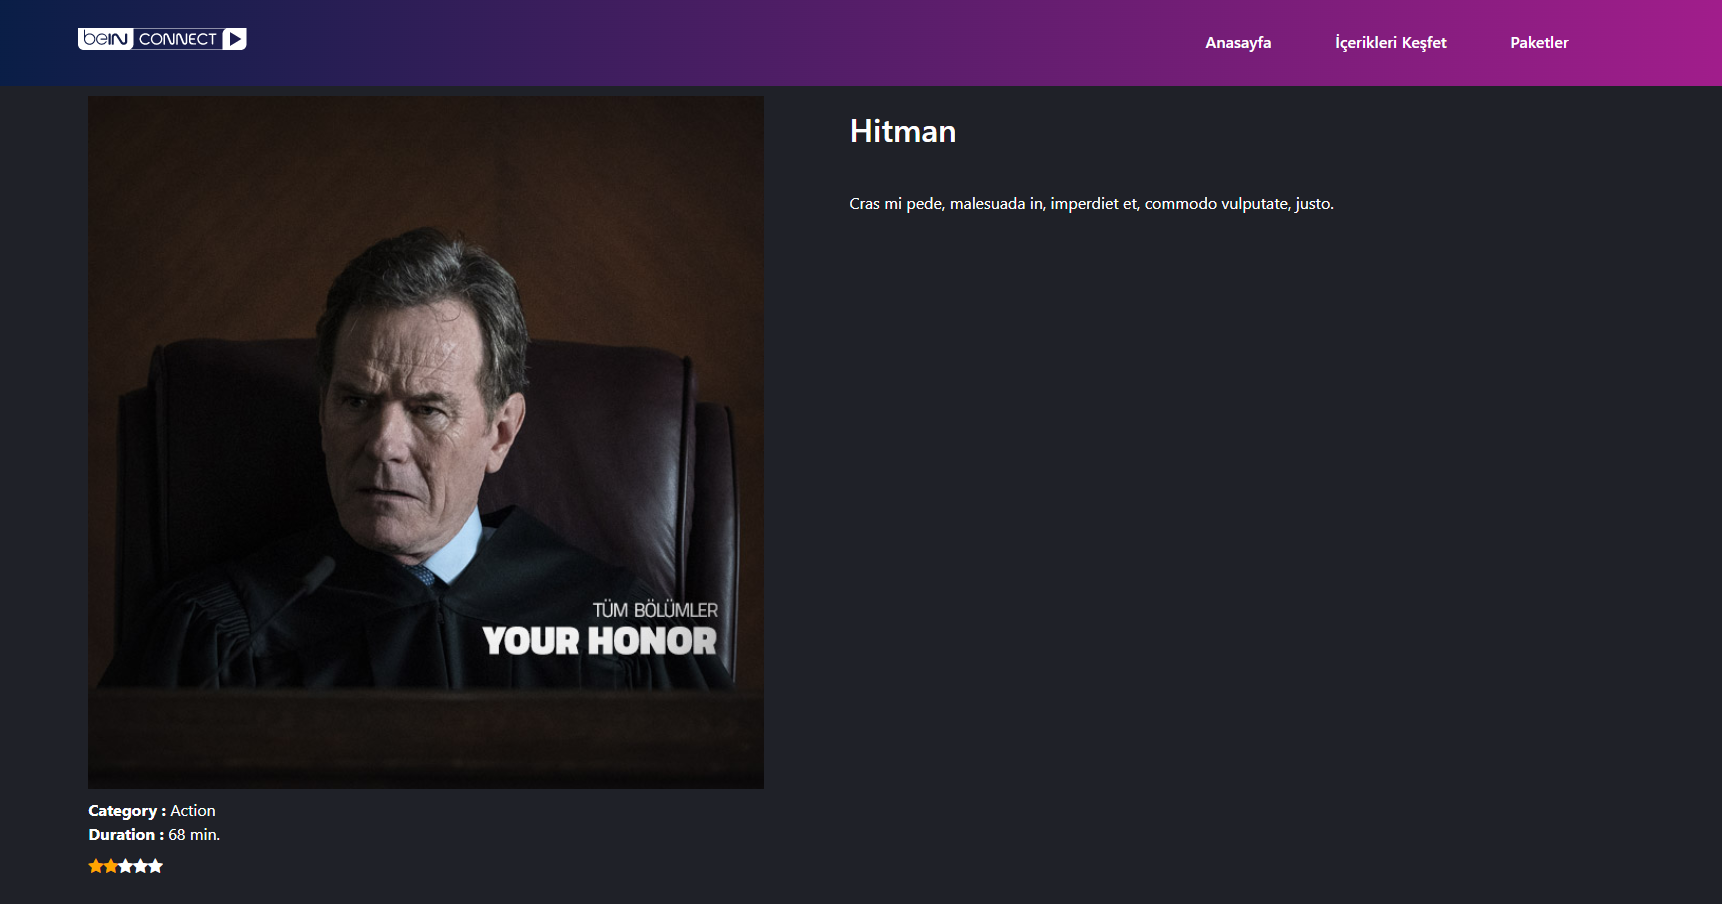 beIN CONNECT
Anasayfa
İçerikleri Keşfet
Paketler
Hitman
Cras mi pede, malesuada in, imperdiet et, commodo vulputate, justo.
TÜM BÖLÜMLER
YOUR HONOR
Category : Action
Duration : 68 min.